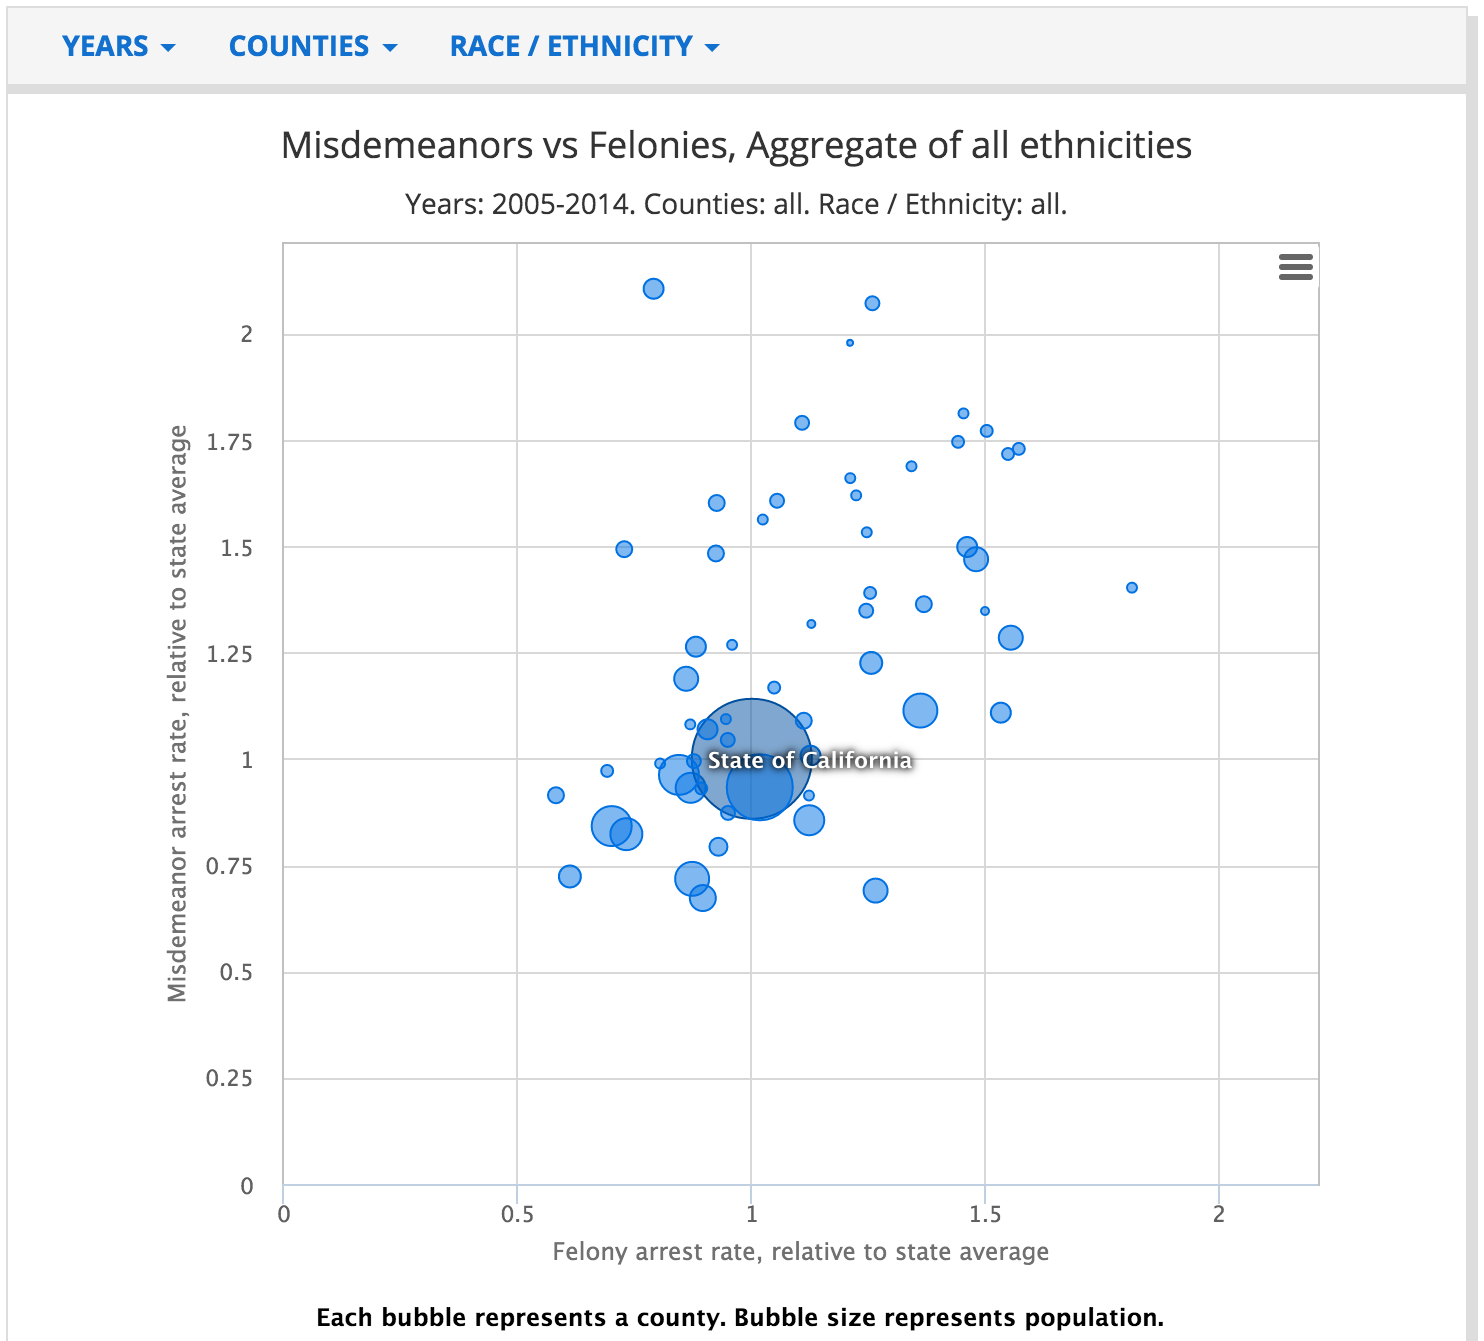 YEARS COUNTIES RACE / ETHNICITY
Misdemeanors vs Felonies, Aggregate of all ethnicities
Years: 2005-2014. Counties: all. Race / Ethnicity: all.
Misdemeanor arrest rate, relative to state average
2
1.75
1.5
1.25
1
0.75
0.5
0.25
0
State of California
0 0.5 1 1.5 2
Felony arrest rate, relative to state average
Each bubble represents a county. Bubble size represents population.